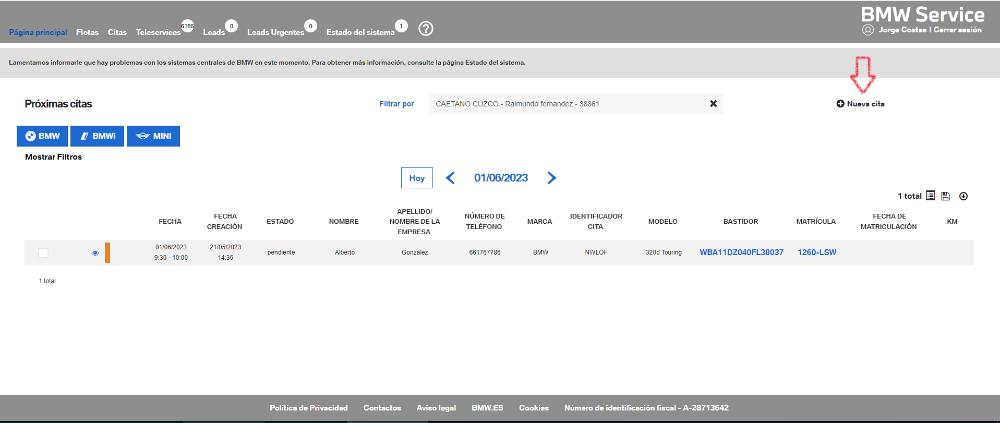 BMW Service
Página principal Flotas Citas Teleservices 6185 Leads 0 Leads Urgentes 0 Estado del sistema 1 ?
Jorge Costas | Cerrar sesión
Lamentamos informarle que hay problemas con los sistemas centrales de BMW en este momento. Para obtener más información, consulte la página Estado del sistema.
Próximas citas
Filtrar por
CAETANO CUZCO - Raimundo fernandez - 38861
Nueva cita
BMW BMWi MINI
Mostrar Filtros
Hoy 01/06/2023
1 total
FECHA
FECHA
CREACIÓN
ESTADO
NOMBRE
APELLIDO/
NOMBRE DE LA
EMPRESA
NÚMERO DE
TELÉFONO
MARCA
IDENTIFICADOR
CITA
MODELO
BASTIDOR
MATRÍCULA
FECHA DE
MATRICULACIÓN
KM
01/06/2023
9:30 - 10:00
21/05/2023
14:36
pendiente
Alberto
Gonzalez
661767786
BMW
NWLOF
320d Touring
WBA11DZ040FL38037
1260-LSW
1 total
Política de Privacidad Contactos Aviso legal BMW.ES Cookies Número de identificación fiscal - A-28713642